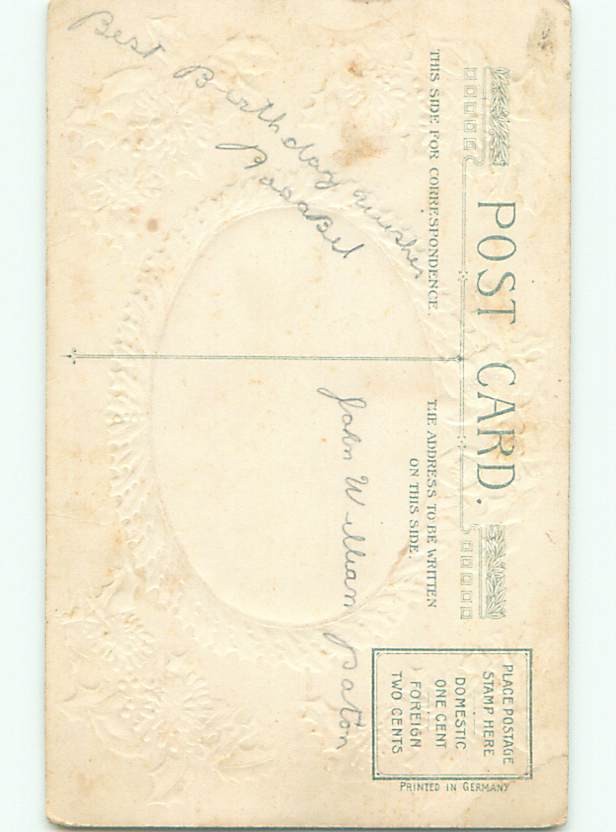 POST CARD.
THIS SIDE FOR CORRESPONDENCE.
THE ADDRESS TO BE WRITTEN
ON THIS SIDE.
PLACE POSTAGE
STAMP HERE
DOMESTIC
ONE CENT
FOREIGN
TWO CENTS
PRINTED IN GERMANY
Best Birthday wishes
John William Paton